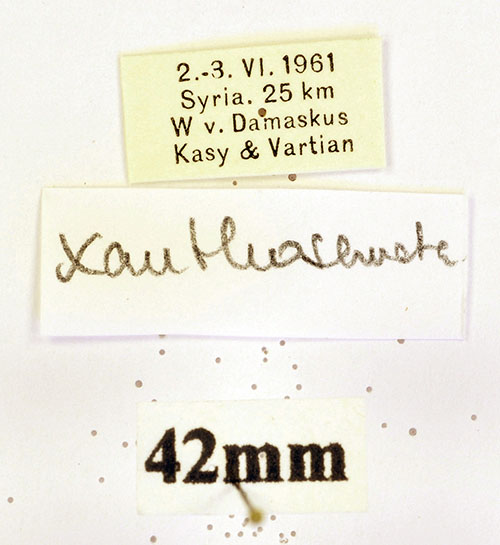 2.-3. VI. 1961
Syria. 25 km
W v. Damaskus
Kasy & Vartian
42mm